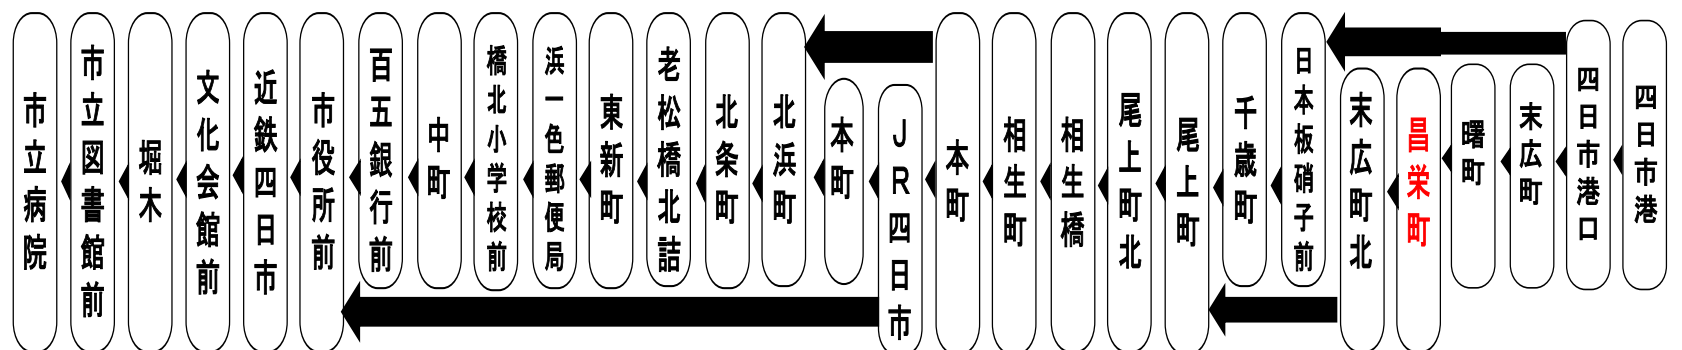 市立病院
市立図書館前
堀木
文化会館前
近鉄四日市
市役所前
百五銀行前
中町
橋北小学校前
浜一色郵便局
東新町
老松橋北詰
北条町
北浜町
本町
JR四日市
本町
相生町
相生橋
尾上町北
尾上町
千歳町
日本板硝子前
末広町北
昌栄町
曙町
末広町
四日市港口
四日市港